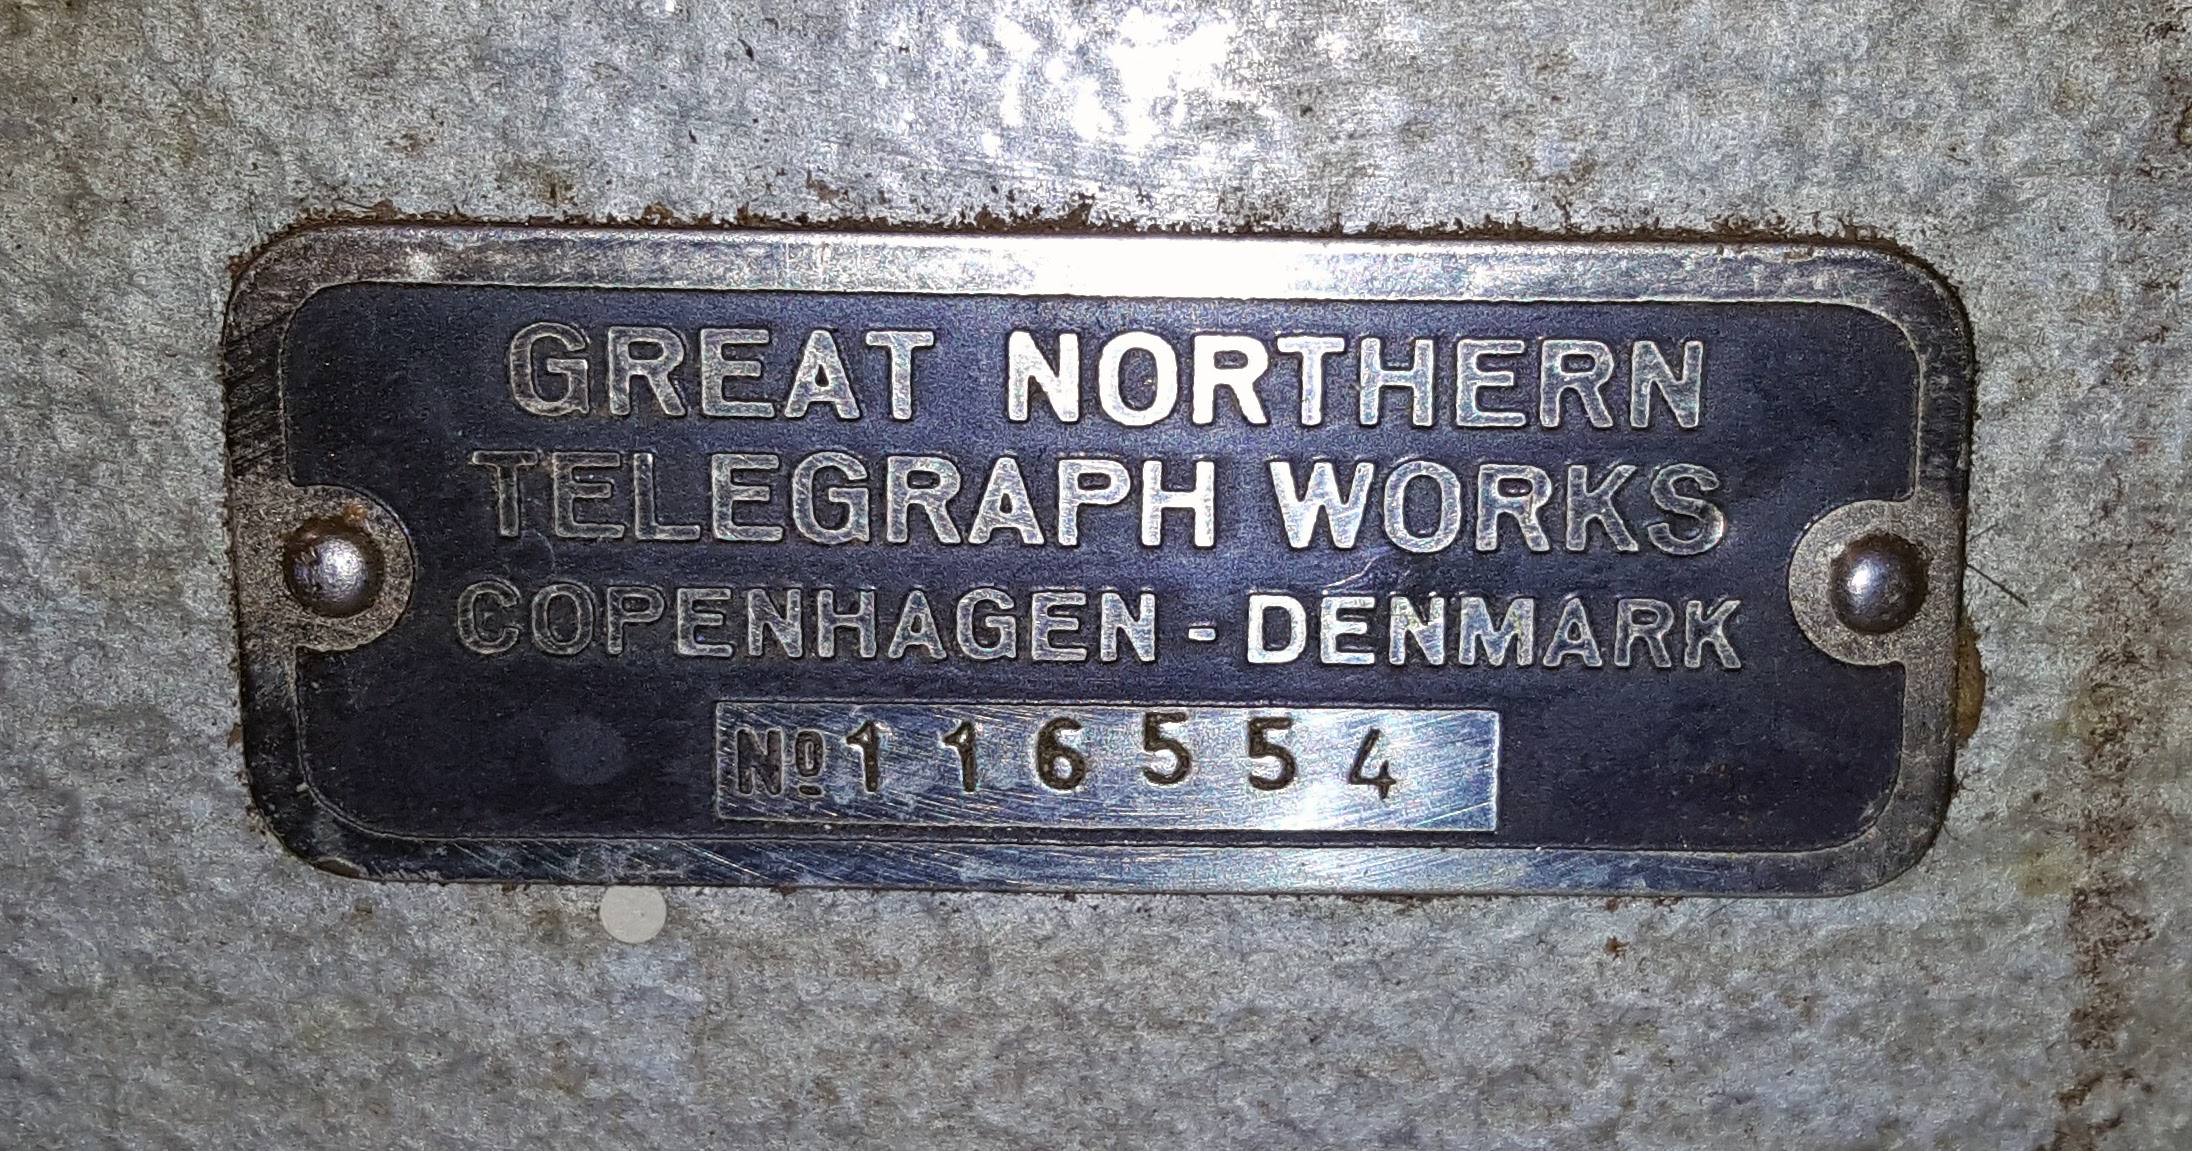 GREAT NORTHERN
TELEGRAPH WORKS
COPENHAGEN - DENMARK
Nº 116554